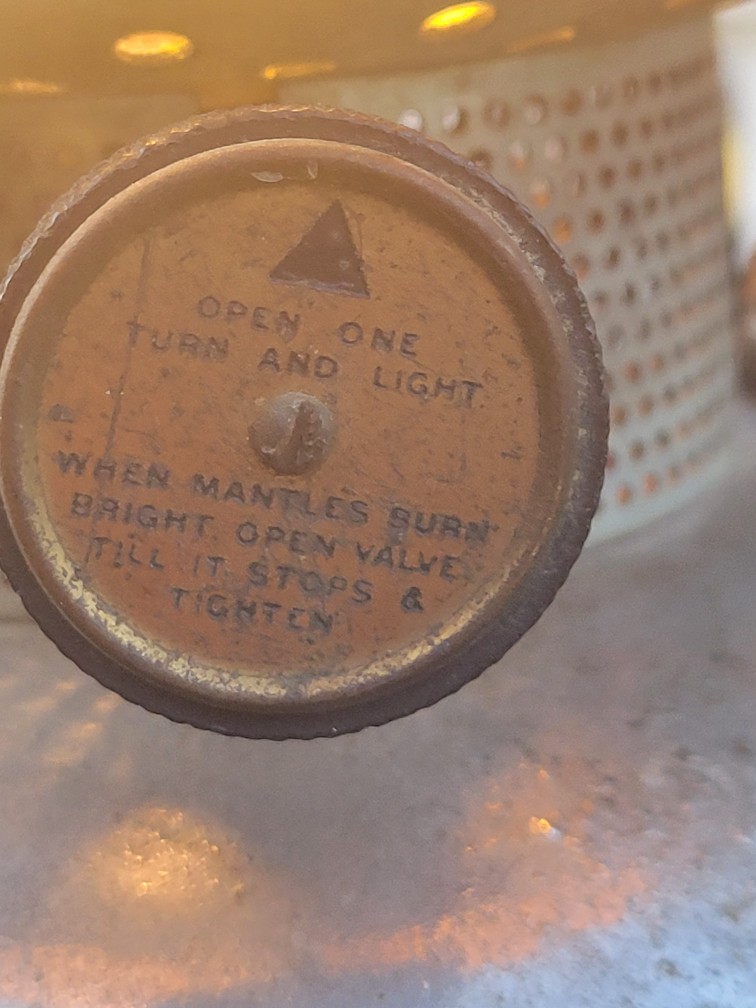 OPEN ONE
TURN AND LIGHT
WHEN MANTLES BURN
BRIGHT OPEN VALVE
TILL IT STOPS &
TIGHTEN